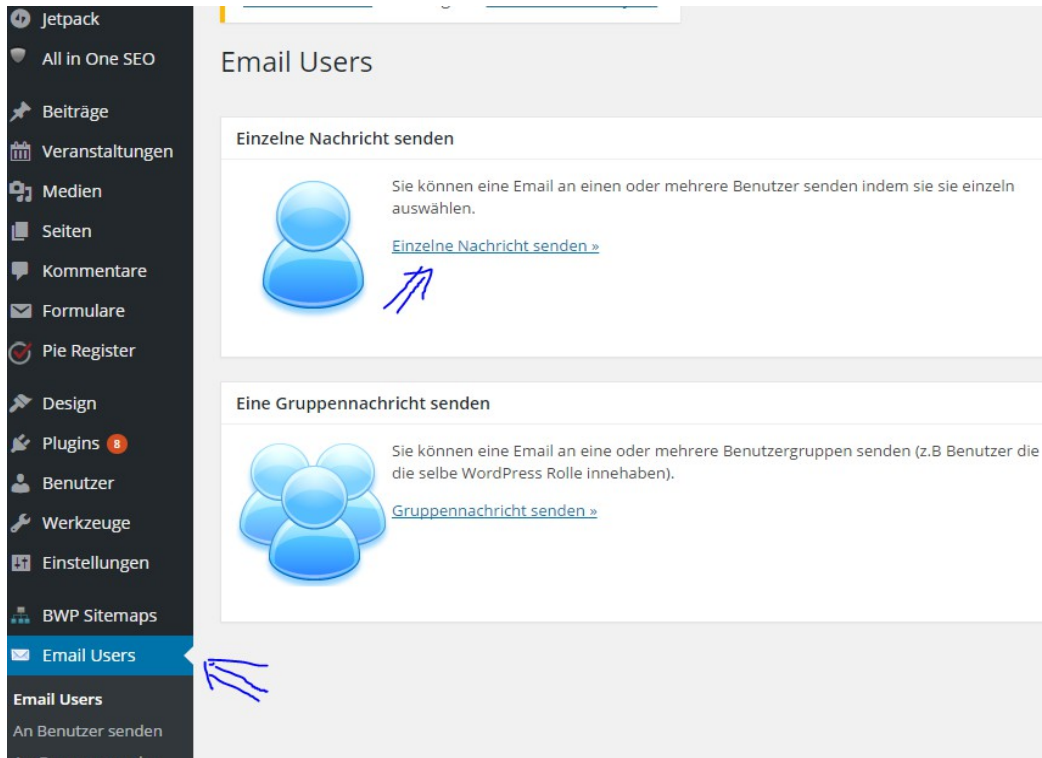 Jetpack
All in One SEO
Beiträge
Veranstaltungen
Medien
Seiten
Kommentare
Formulare
Pie Register
Design
Plugins 8
Benutzer
Werkzeuge
Einstellungen
BWP Sitemaps
Email Users
Email Users
An Benutzer senden
Email Users
Einzelne Nachricht senden
Sie können eine Email an einen oder mehrere Benutzer senden indem sie sie einzeln
auswählen.
Einzelne Nachricht senden »
Eine Gruppennachricht senden
Sie können eine Email an eine oder mehrere Benutzergruppen senden (z.B Benutzer die
die selbe WordPress Rolle innehaben).
Gruppennachricht senden »